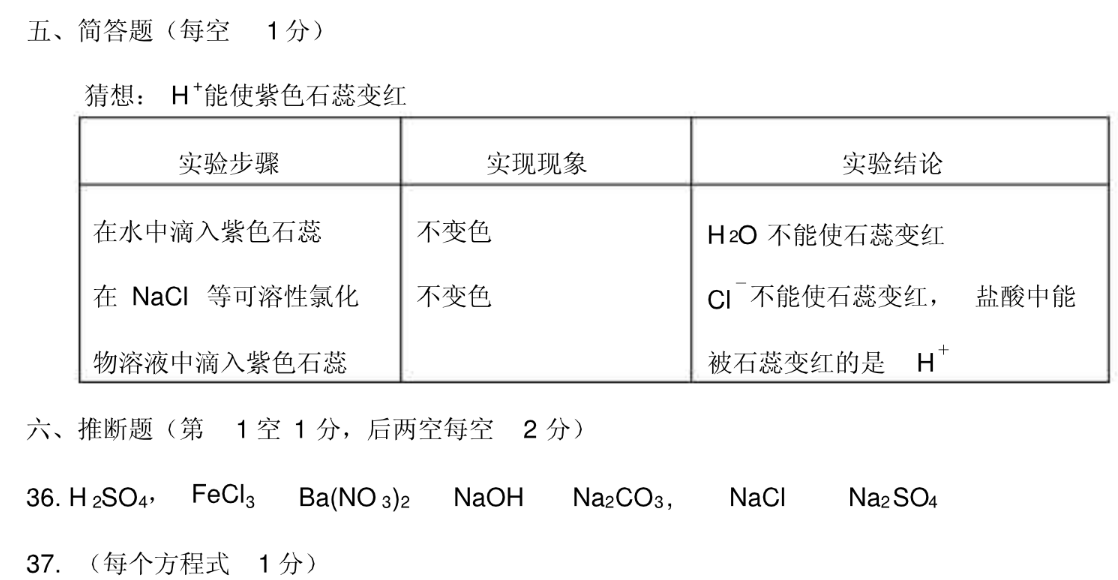 五、简答题（每空 1 分）
猜想： H⁺能使紫色石蕊变红
实验步骤 实现现象 实验结论
在水中滴入紫色石蕊 不变色 H₂O 不能使石蕊变红
在 NaCl 等可溶性氯化 不变色 Cl⁻不能使石蕊变红， 盐酸中能
物溶液中滴入紫色石蕊 被石蕊变红的是 H⁺
六、推断题（第 1 空 1 分，后两空每空 2 分）
36. H₂SO₄， FeCl₃ Ba(NO₃)₂ NaOH Na₂CO₃, NaCl Na₂SO₄
37. （每个方程式 1 分）